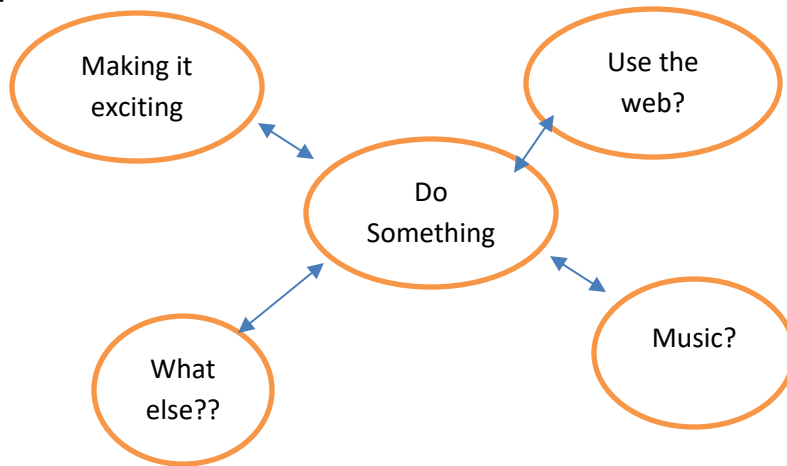 Making it
exciting
Use the
web?
Do
Something
Music?
What
else??